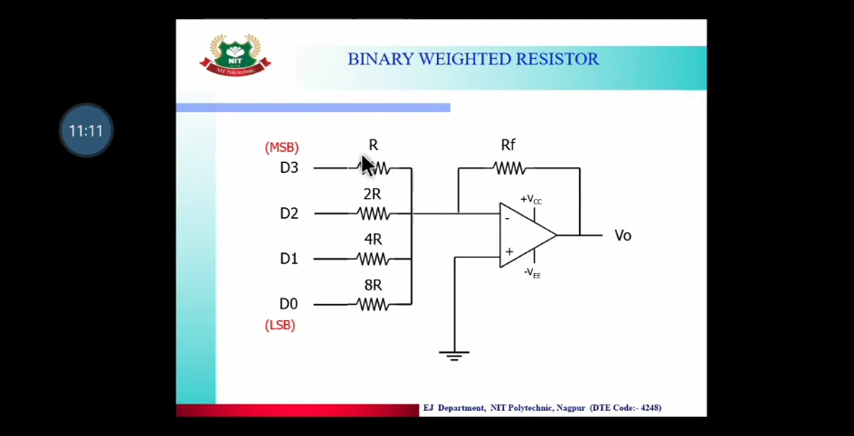 NIT
NIT Polytechnic
BINARY WEIGHTED RESISTOR
11:11
(MSB)
D3
R
Rf
D2
2R
+VCC
-
D1
4R
+
Vo
-VEE
D0
8R
(LSB)
EJ Department, NIT Polytechnic, Nagpur (DTE Code:- 4248)